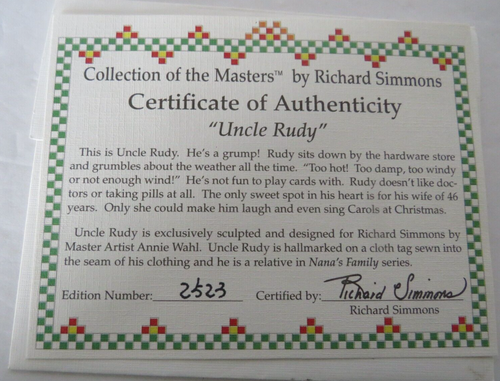 Collection of the Masters™ by Richard Simmons
Certificate of Authenticity
"Uncle Rudy"
This is Uncle Rudy. He's a grump! Rudy sits down by the hardware store
and grumbles about the weather all the time. "Too hot! Too damp, too windy
or not enough wind!" He's not fun to play cards with. Rudy doesn't like doc-
tors or taking pills at all. The only sweet spot in his heart is for his wife of 46
years. Only she could make him laugh and even sing Carols at Christmas.
Uncle Rudy is exclusively sculpted and designed for Richard Simmons by
Master Artist Annie Wahl. Uncle Rudy is hallmarked on a cloth tag sewn into
the seam of his clothing and he is a relative in Nana's Family series.
Edition Number: 2523 Certified by: Richard Simmons
Richard Simmons